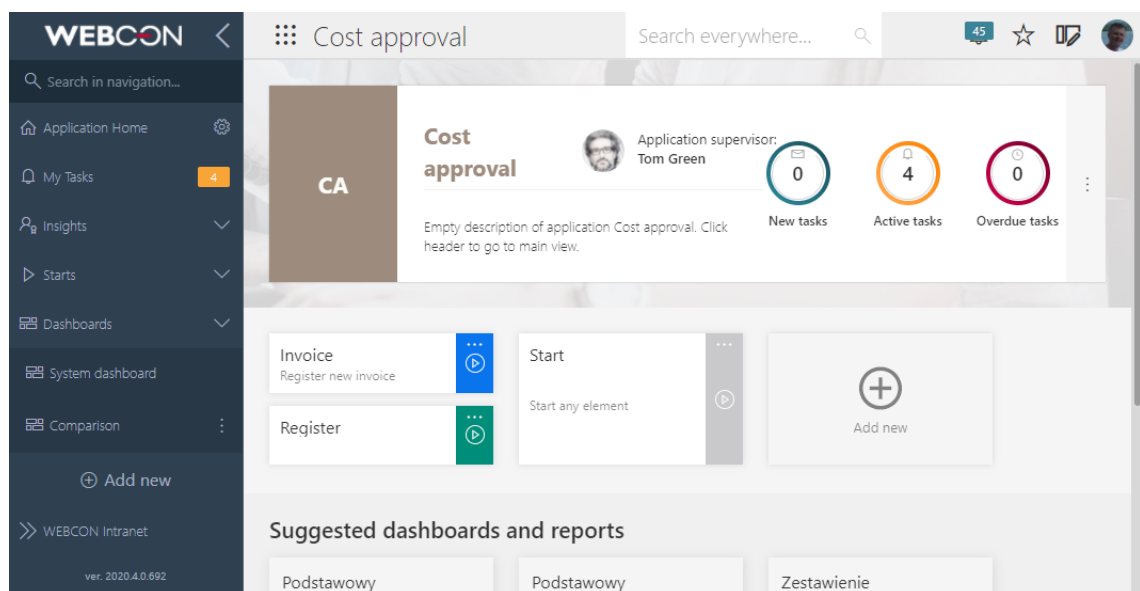 WEBCON
Cost approval
Search everywhere...
45
Search in navigation...
Application Home
My Tasks
4
Insights
Starts
Dashboards
System dashboard
Comparison
Add new
WEBCON Intranet
ver. 2020.4.0.692
CA
Cost
approval
Application supervisor:
Tom Green
Empty description of application Cost approval. Click
header to go to main view.
0
New tasks
4
Active tasks
0
Overdue tasks
Invoice
Register new invoice
Register
Start
Start any element
Add new
Suggested dashboards and reports
Podstawowy
Podstawowy
Zestawienie